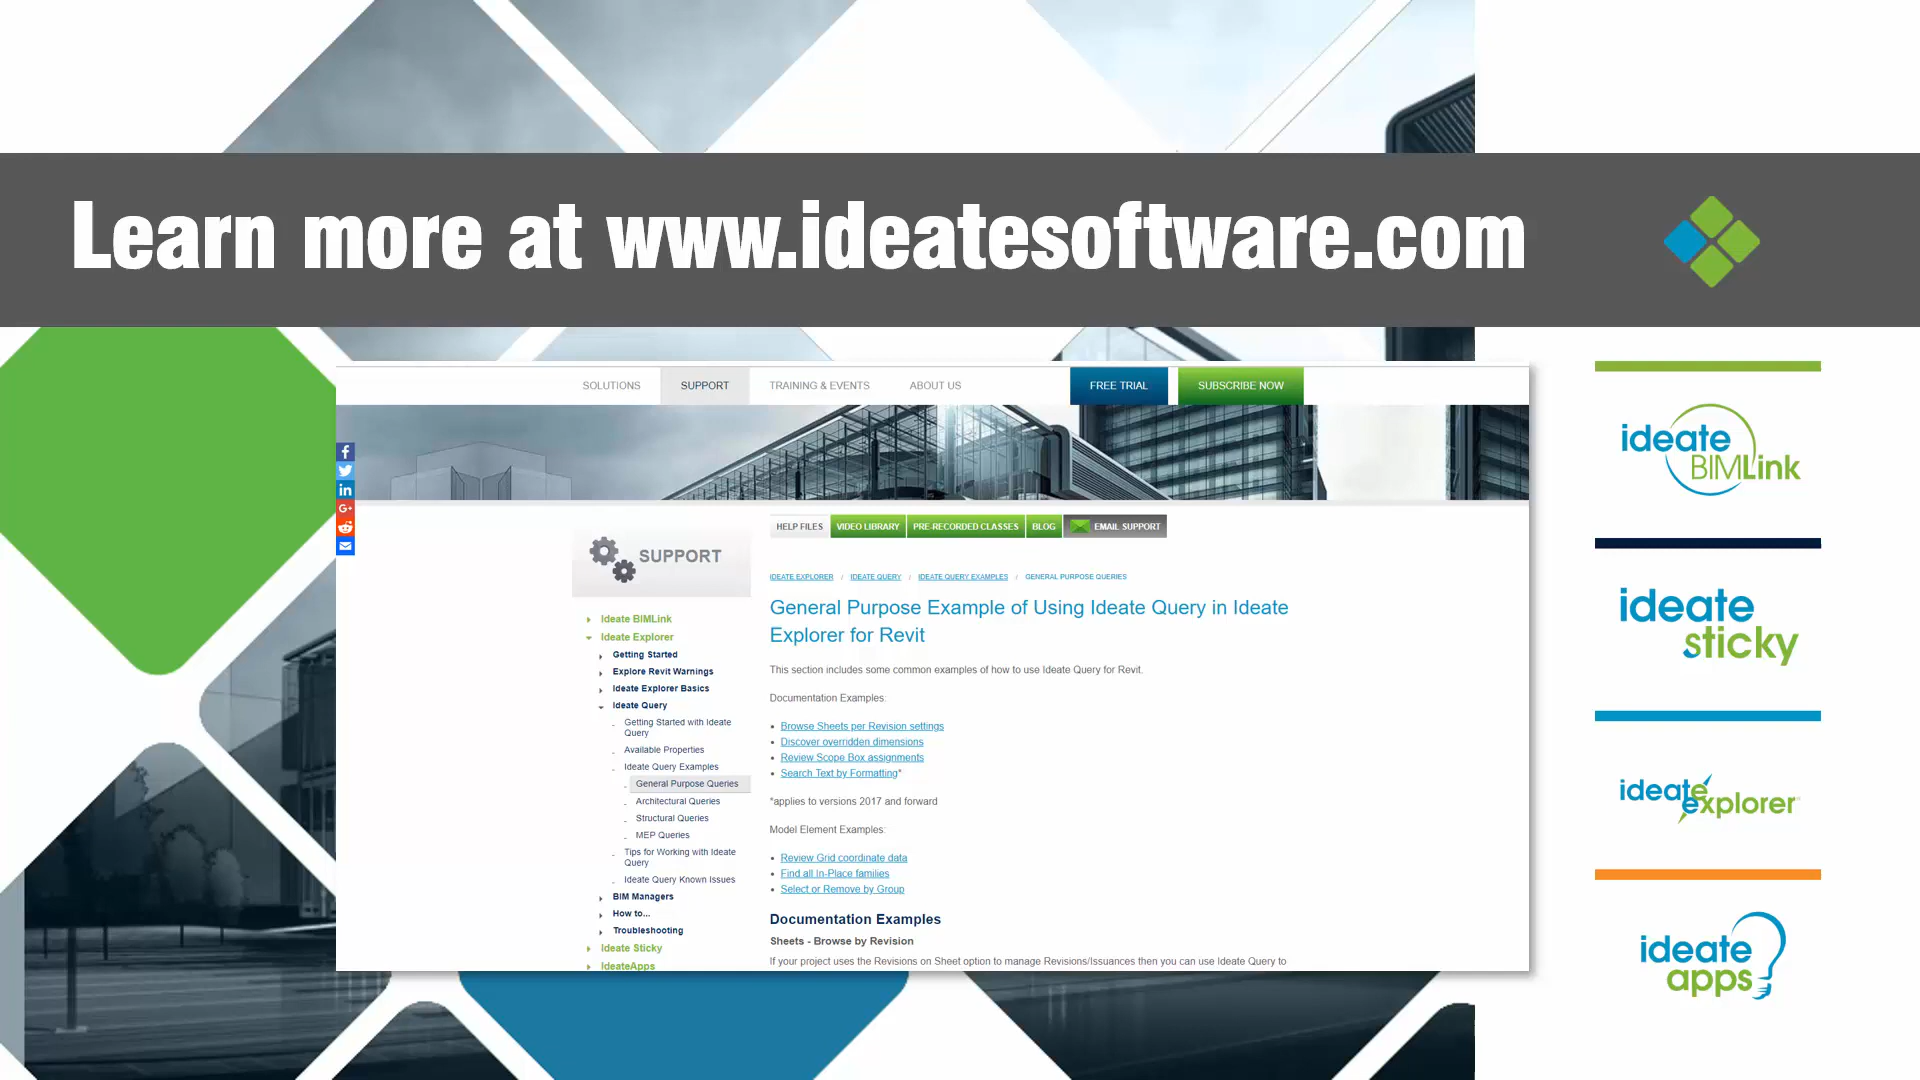 Learn more at www.ideatesoftware.com
SOLUTIONS SUPPORT TRAINING & EVENTS ABOUT US FREE TRIAL SUBSCRIBE NOW
HELP FILES VIDEO LIBRARY PRE-RECORDED CLASSES BLOG EMAIL SUPPORT
SUPPORT
Ideate BIMLink
Ideate Explorer
Getting Started
Explore Revit Warnings
Ideate Explorer Basics
Ideate Query
Getting Started with Ideate
Query
Available Properties
Ideate Query Examples
General Purpose Queries
Architectural Queries
Structural Queries
MEP Queries
Tips for Working with Ideate
Query
Ideate Query Known Issues
BIM Managers
How to...
Troubleshooting
Ideate Sticky
IdeateApps
IDEATE EXPLORER / IDEATE QUERY / IDEATE QUERY EXAMPLES / GENERAL PURPOSE QUERIES
General Purpose Example of Using Ideate Query in Ideate
Explorer for Revit
This section includes some common examples of how to use Ideate Query for Revit.
Documentation Examples:
• Browse Sheets per Revision settings
• Discover overridden dimensions
• Review Scope Box assignments
• Search Text by Formatting*
*applies to versions 2017 and forward
Model Element Examples:
• Review Grid coordinate data
• Find all In-Place families
• Select or Remove by Group
Documentation Examples
Sheets - Browse by Revision
If your project uses the Revisions on Sheet option to manage Revisions/Issuances then you can use Ideate Query to
ideate
BIMLink
ideate
sticky
ideate
explorer
ideate
apps